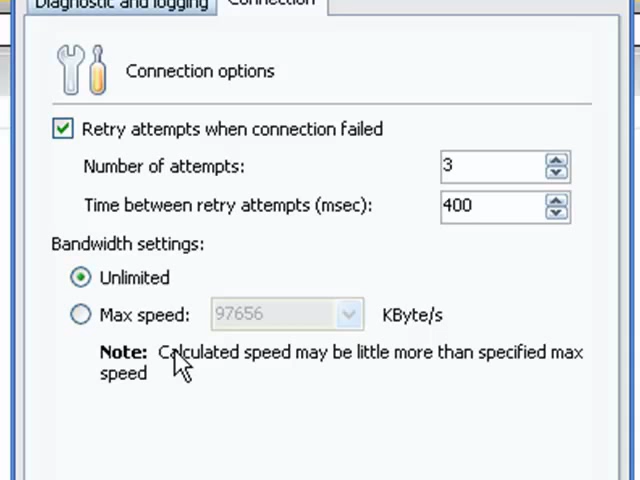 Diagnostic and logging Connection
Connection options
Retry attempts when connection failed
Number of attempts: 3
Time between retry attempts (msec): 400
Bandwidth settings:
Unlimited
Max speed: 97656 KByte/s
Note: Calculated speed may be little more than specified max
speed